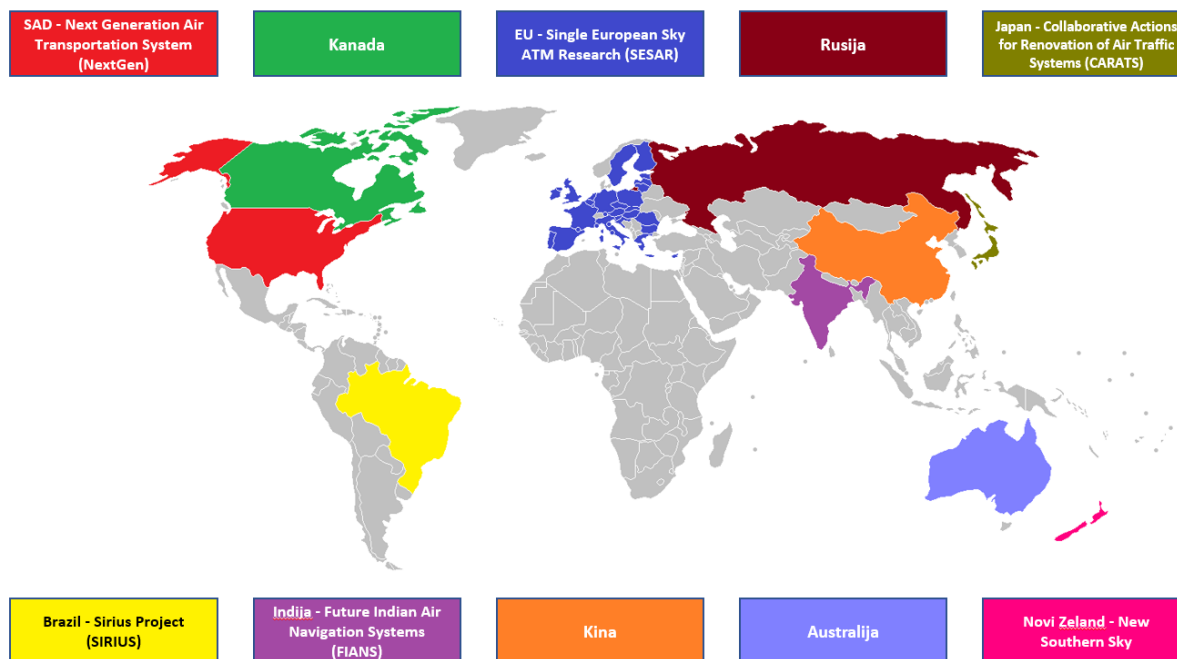 SAD - Next Generation Air
Transportation System
(NextGen)
Kanada
EU - Single European Sky
ATM Research (SESAR)
Rusija
Japan - Collaborative Actions
for Renovation of Air Traffic
Systems (CARATS)
Brazil - Sirius Project
(SIRIUS)
Indija - Future Indian Air
Navigation Systems
(FIANS)
Kina
Australija
Novi Zeland - New
Southern Sky